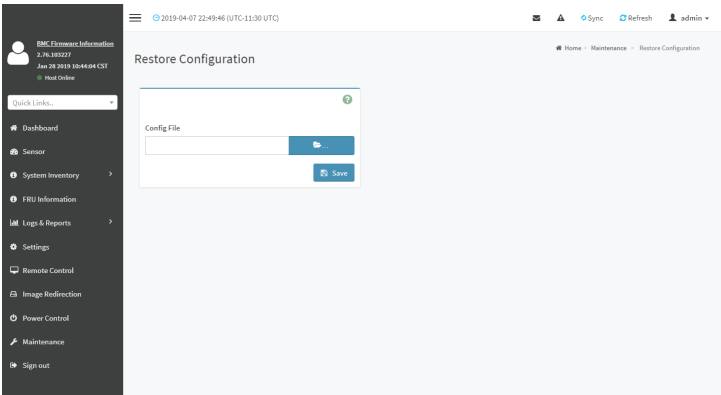 2019-04-07 22:49:46 (UTC-11:30 UTC)
Sync
Refresh
admin
BMC Firmware Information
2.76.103227
Jan 28 2019 10:44:04 CST
Host Online
Quick Links..
Dashboard
Sensor
System Inventory
FRU Information
Logs & Reports
Settings
Remote Control
Image Redirection
Power Control
Maintenance
Sign out
Restore Configuration
Home > Maintenance > Restore Configuration
Config File
...
Save